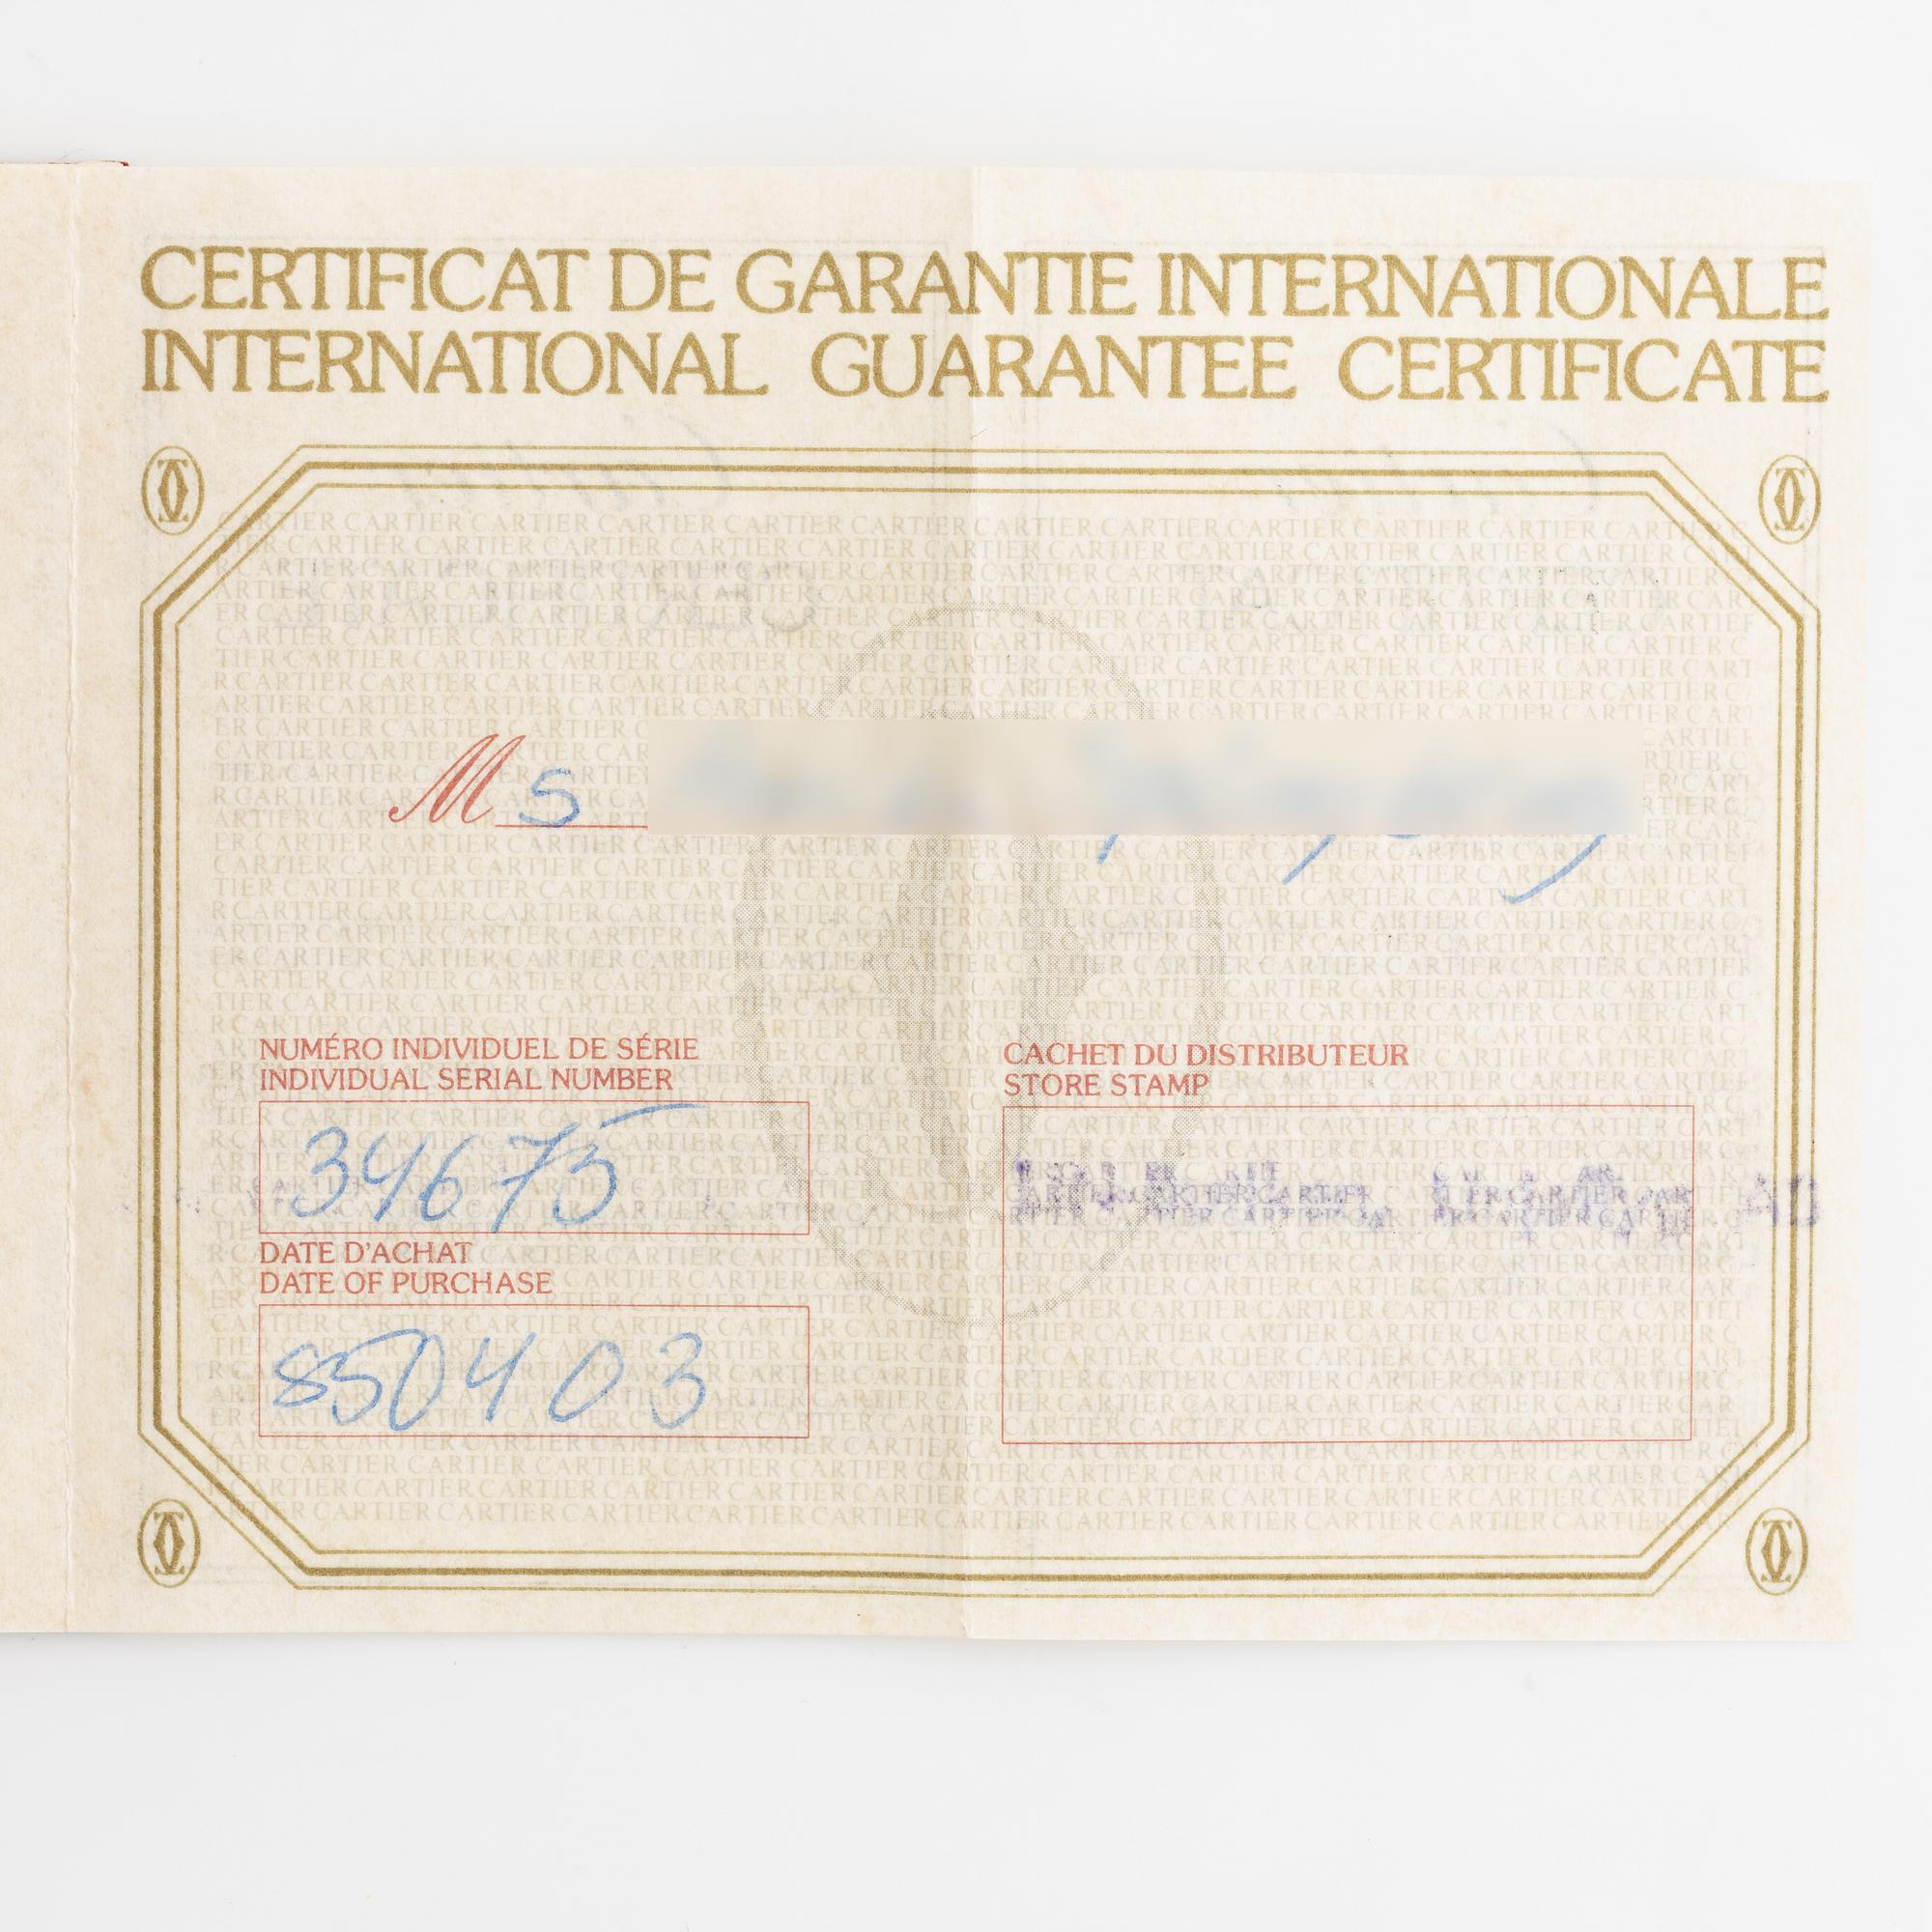 CERTIFICAT DE GARANTIE INTERNATIONALE
INTERNATIONAL GUARANTEE CERTIFICATE
Ms
NUMÉRO INDIVIDUEL DE SÉRIE
INDIVIDUAL SERIAL NUMBER
34675
DATE D'ACHAT
DATE OF PURCHASE
850403
CACHET DU DISTRIBUTEUR
STORE STAMP
AB